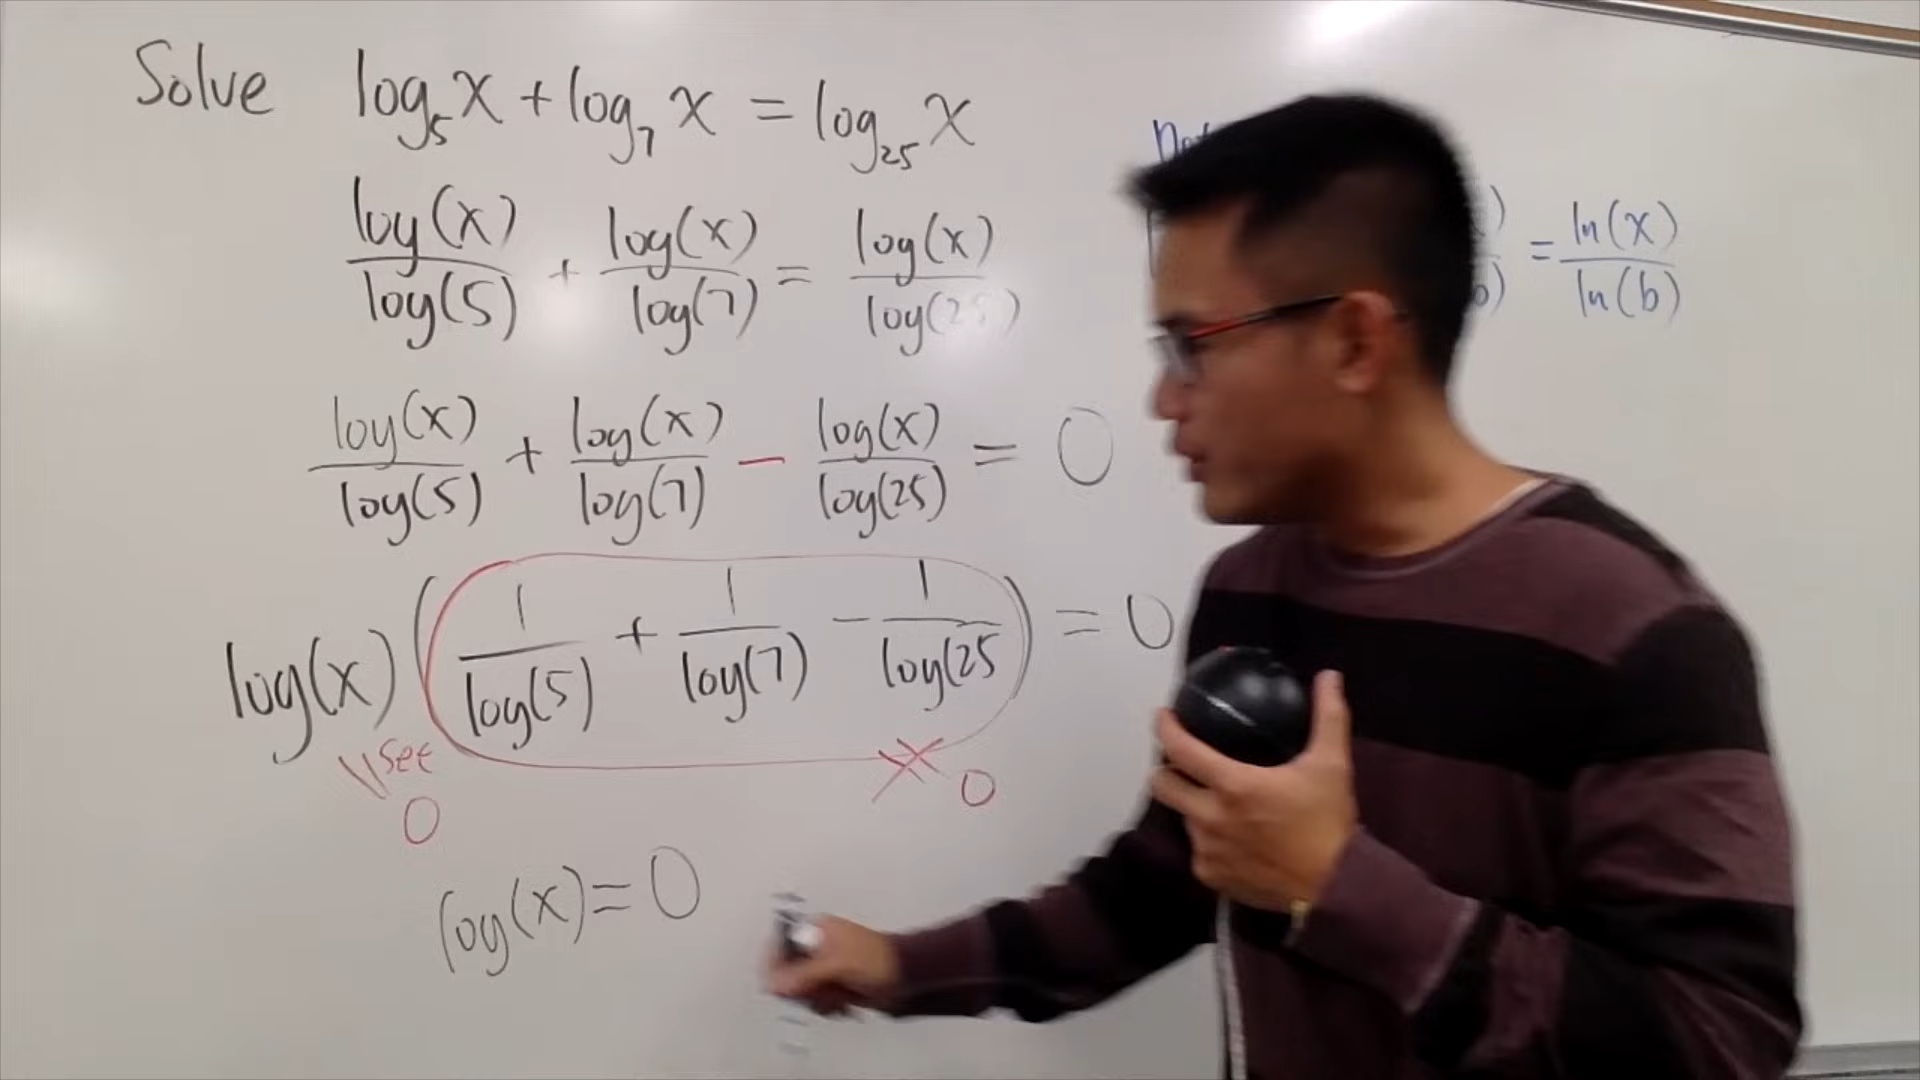 Solve log₅x + log₇x = log₂₅x
log(x)/log(5) + log(x)/log(7) = log(x)/log(25)
= ln(x)/ln(b)
log(x)/log(5) + log(x)/log(7) − log(x)/log(25) = 0
log(x)(1/log(5) + 1/log(7) − 1/log(25) = 0
set
0
0
log(x) = 0